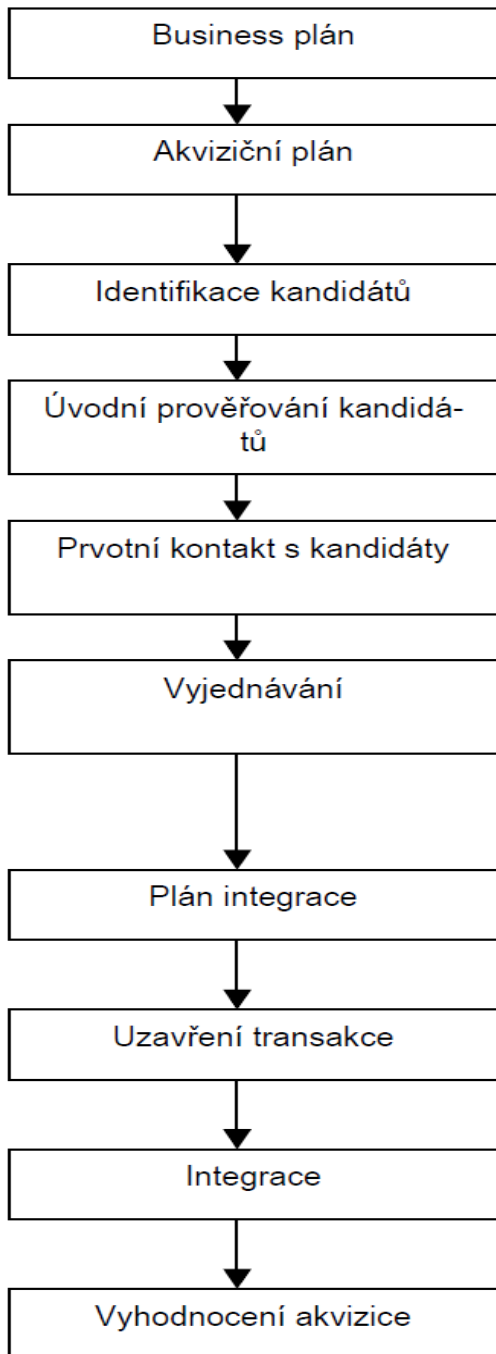 Business plán
Akviziční plán
Identifikace kandidátů
Úvodní prověřování kandidá-
tů
Prvotní kontakt s kandidáty
Vyjednávání
Plán integrace
Uzavření transakce
Integrace
Vyhodnocení akvizice